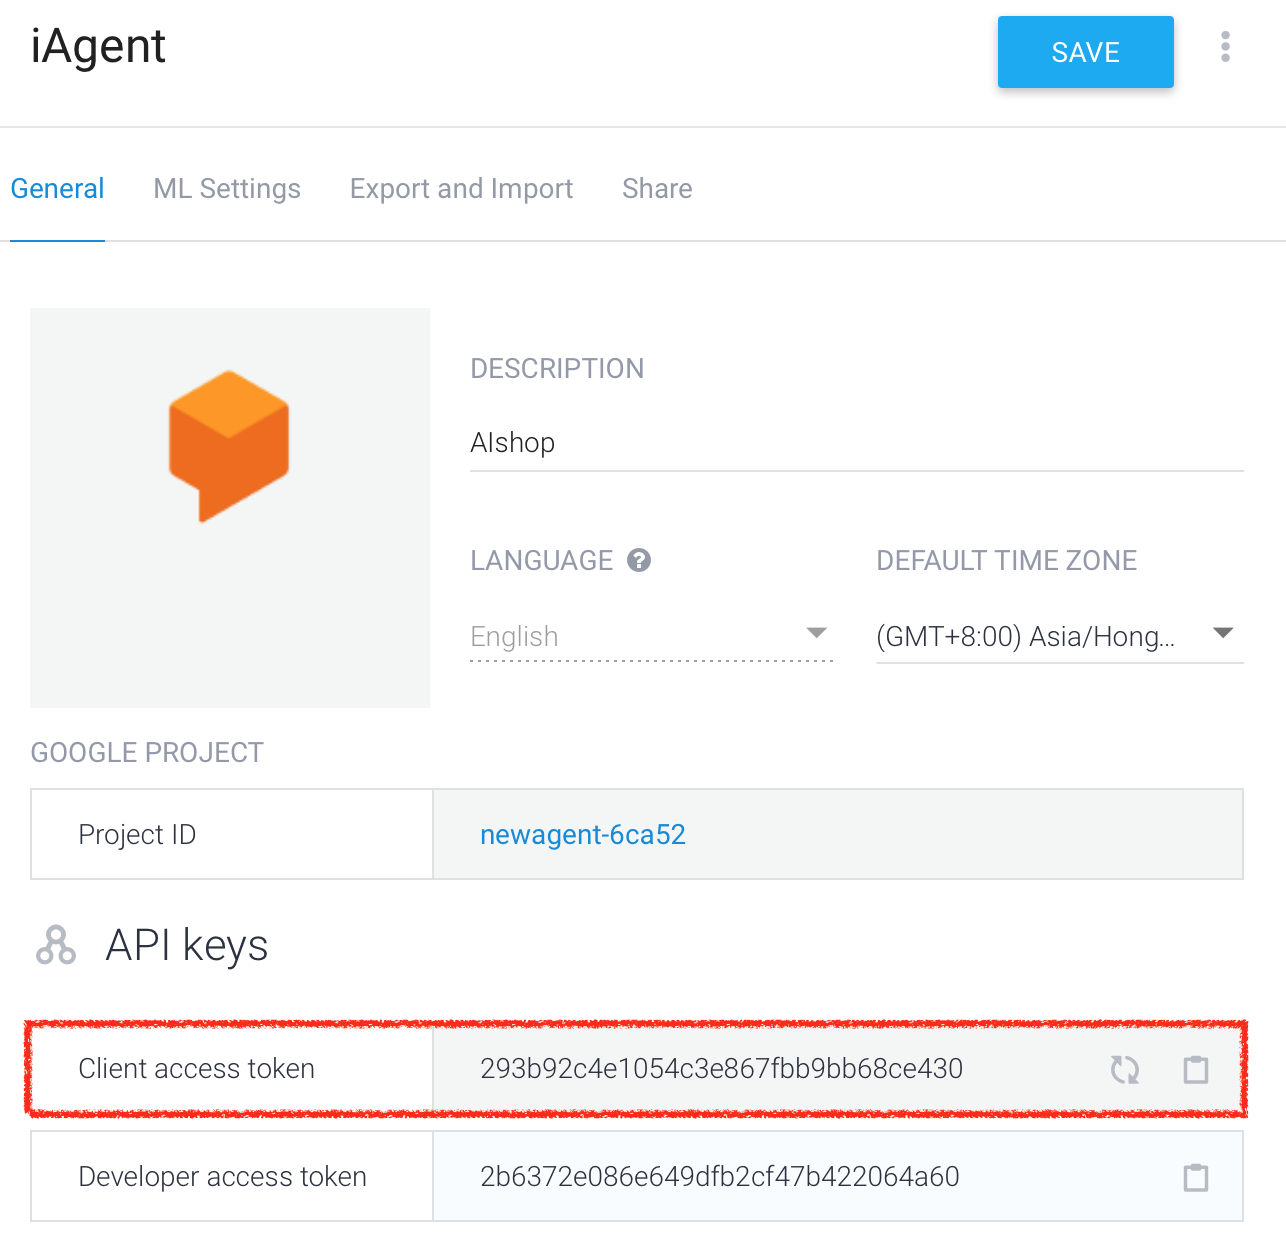 iAgent
SAVE
General ML Settings Export and Import Share
DESCRIPTION
AIshop
LANGUAGE ? DEFAULT TIME ZONE
English (GMT+8:00) Asia/Hong...
GOOGLE PROJECT
Project ID newagent-6ca52
API keys
Client access token 293b92c4e1054c3e867fbb9bb68ce430
Developer access token 2b6372e086e649dfb2cf47b422064a60